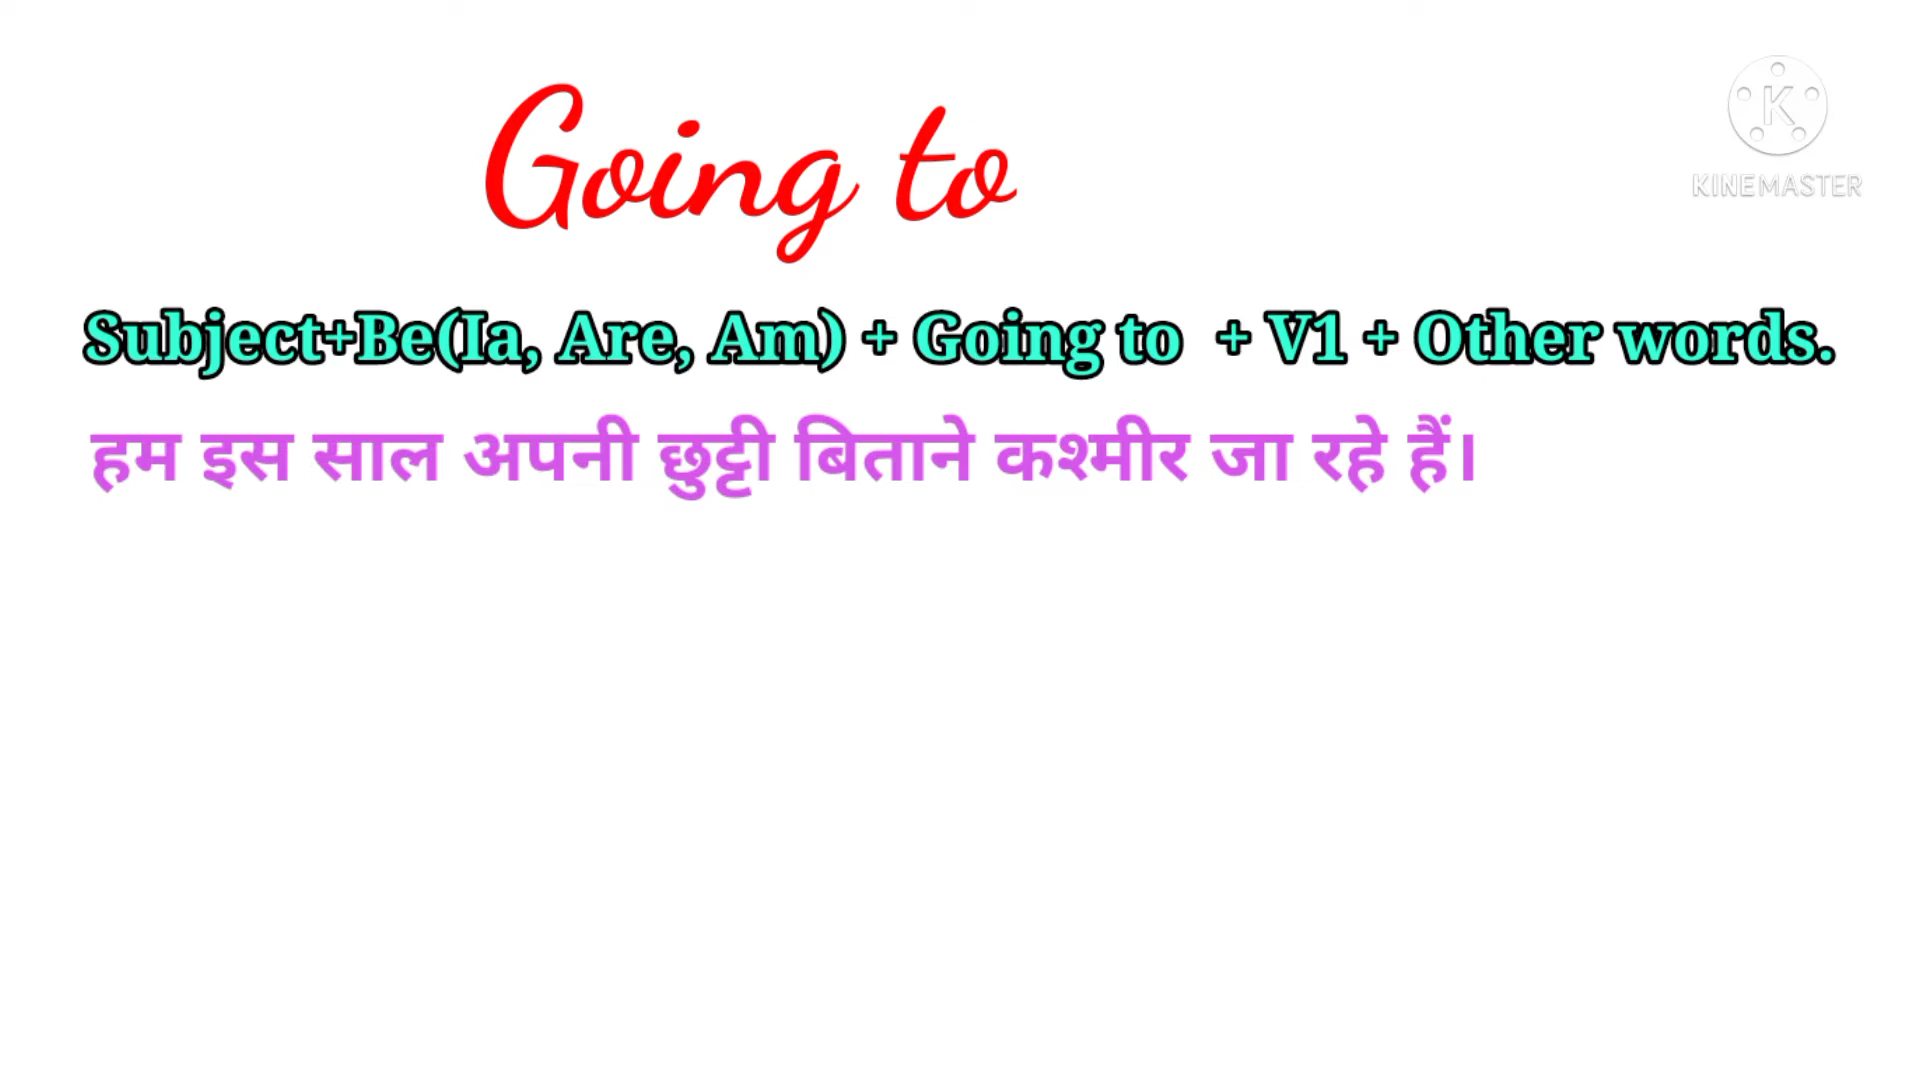 Going to
KINEMASTER
Subject+Be(Ia, Are, Am) + Going to + V1 + Other words.
हम इस साल अपनी छुट्टी बिताने कश्मीर जा रहे हैं।